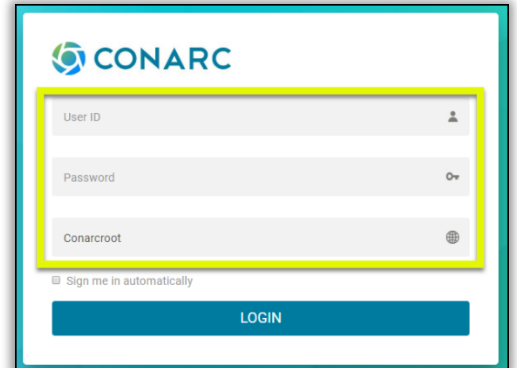 CONARC
User ID
Password
Conarcroot
Sign me in automatically
LOGIN